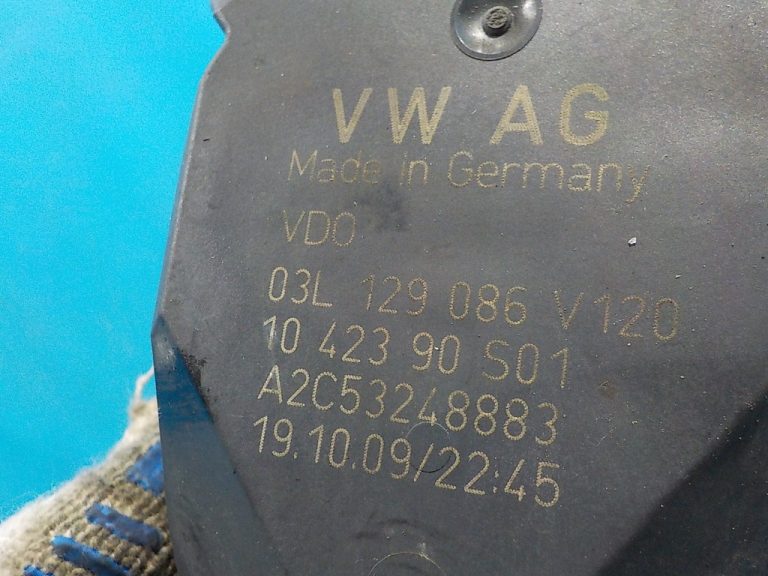 VW AG
Made in Germany
VDO
03L 129 086 V120
10 423 90 S01
A2C53248883
19.10.09/22:45